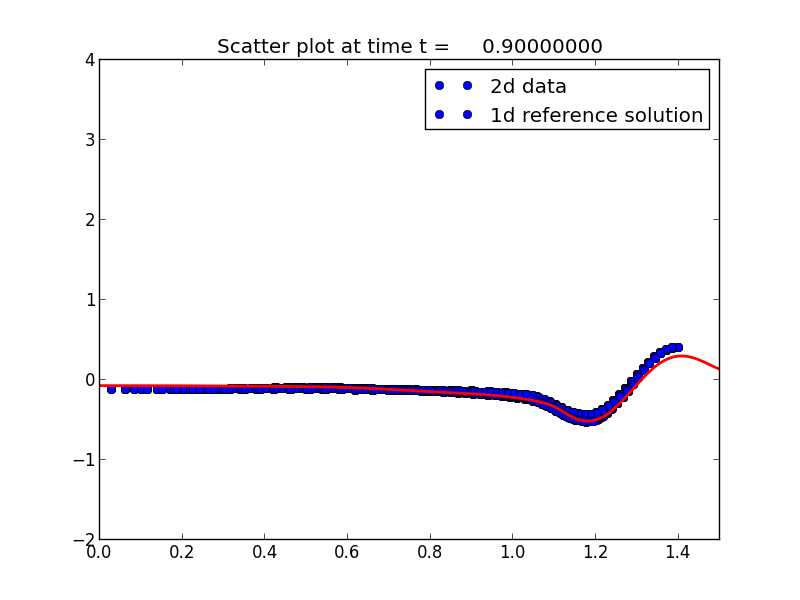 Scatter plot at time t = 0.90000000
4
2d data
1d reference solution
3
2
1
0
−1
−2
0.0 0.2 0.4 0.6 0.8 1.0 1.2 1.4